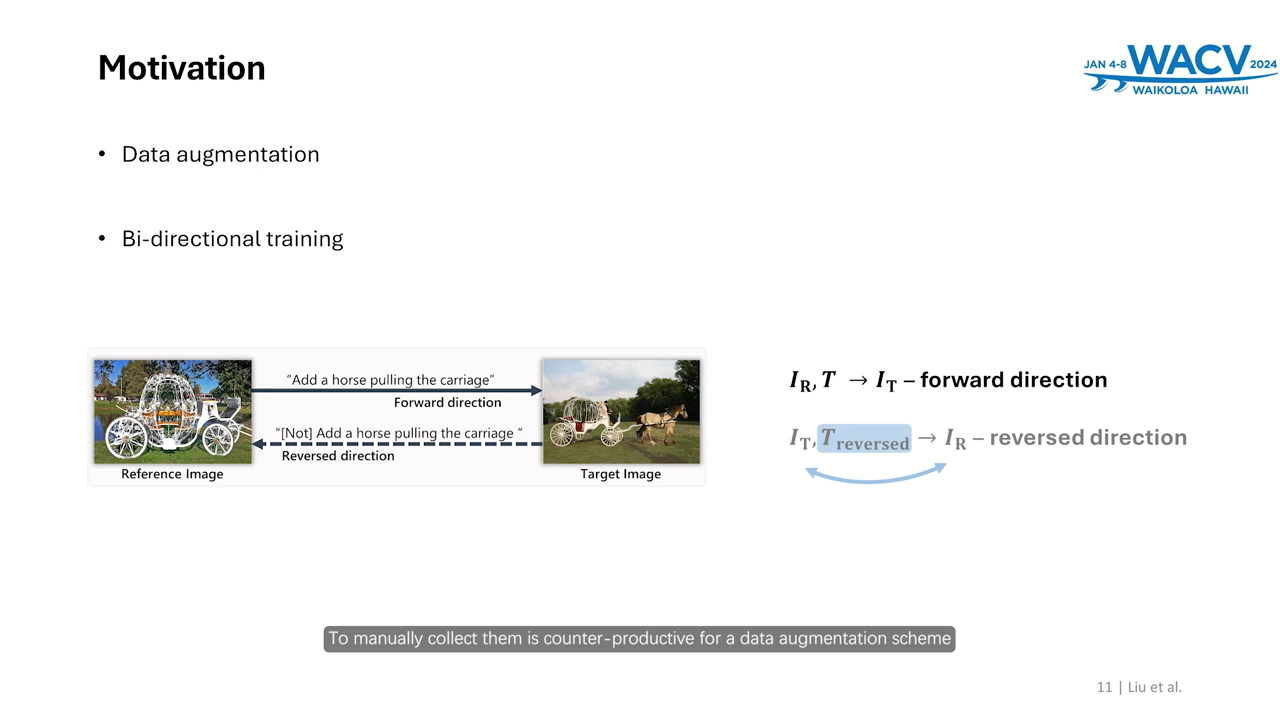 Motivation
JAN 4-8 WACV 2024
WAIKOLOA HAWAII
• Data augmentation
• Bi-directional training
“Add a horse pulling the carriage”
Forward direction
“[Not] Add a horse pulling the carriage ”
Reversed direction
Reference Image
Target Image
I_R, T → I_T – forward direction
I_T, T_reversed → I_R – reversed direction
To manually collect them is counter-productive for a data augmentation scheme
11 | Liu et al.